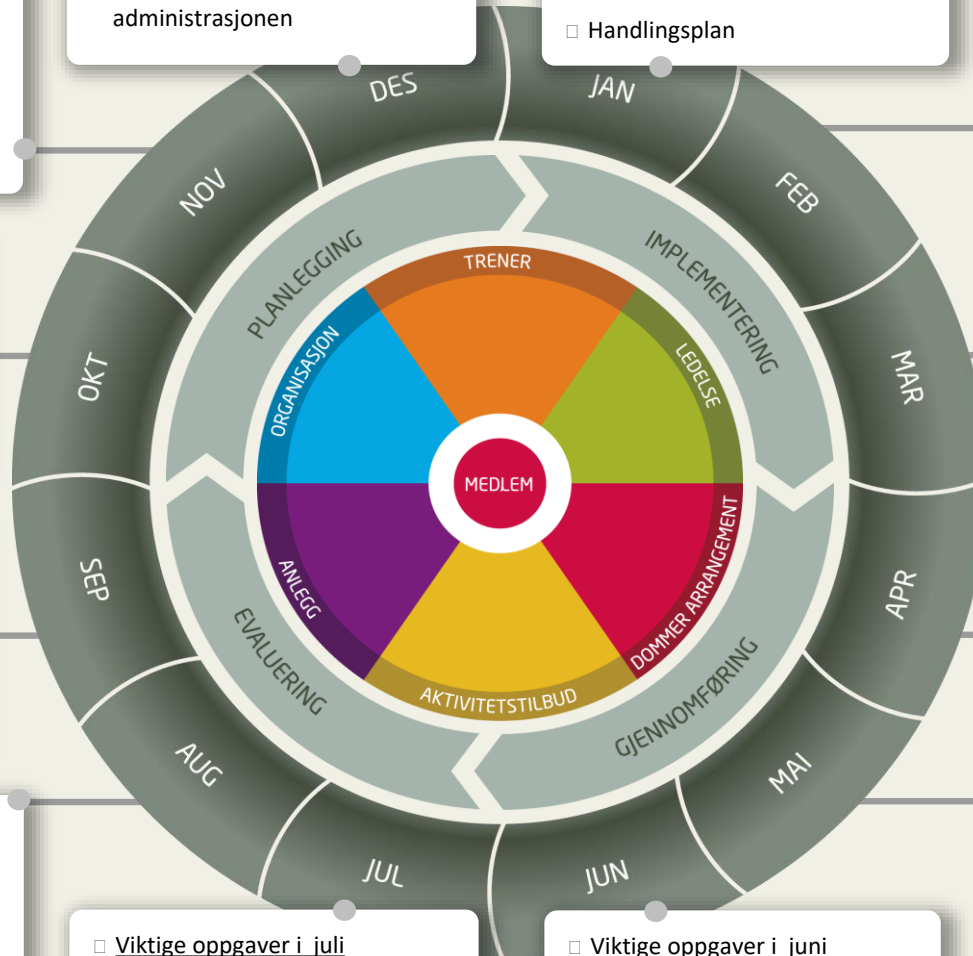 administrasjonen
□ Handlingsplan
DES
JAN
NOV
FEB
OKT
MAR
SEP
APR
AUG
MAI
JUL
JUN
PLANLEGGING
IMPLEMENTERING
EVALUERING
GJENNOMFØRING
TRENER
ORGANISASJON
LEDELSE
MEDLEM
ANLEGG
DOMMER ARRANGEMENT
AKTIVITETSTILBUD
□ Viktige oppgaver i juli
□ Viktige oppgaver i juni